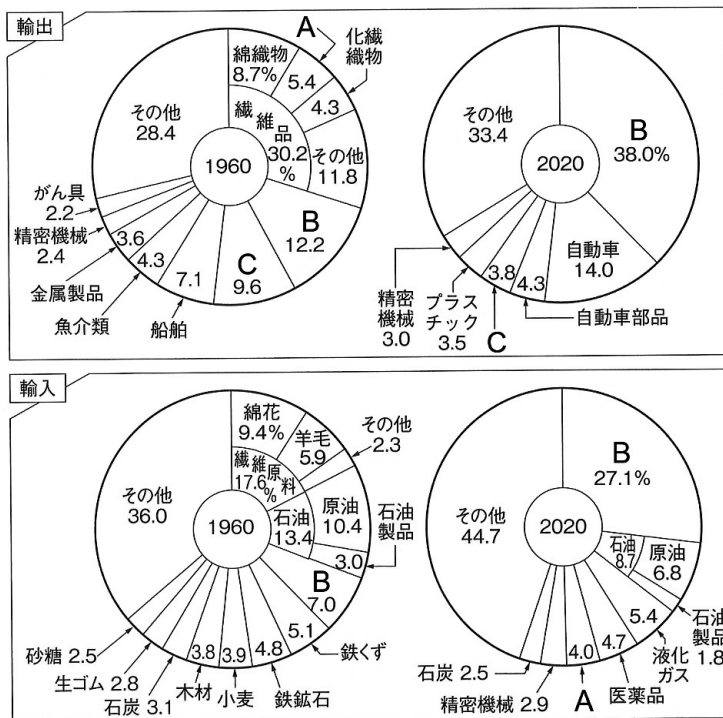 輸出
A
綿織物
8.7%
5.4
化繊
織物
4.3
繊維品
30.2
%
その他
11.8
B
12.2
C
9.6
7.1
船舶
4.3
魚介類
3.6
金属製品
精密機械
2.4
がん具
2.2
その他
28.4
1960
B
38.0%
自動車
14.0
4.3
自動車部品
3.8
C
プラス
チック
3.5
精密
機械
3.0
その他
33.4
2020
輸入
綿花
9.4%
羊毛
5.9
その他
2.3
繊維原料
17.6
%
石油
13.4
原油
10.4
石油
製品
3.0
B
7.0
5.1
鉄くず
4.8
鉄鉱石
3.9
小麦
3.8
木材
石炭 3.1
生ゴム 2.8
砂糖 2.5
その他
36.0
1960
B
27.1%
石油
8.7
原油
6.8
石油
製品
1.8
5.4
液化
ガス
4.7
医薬品
4.0
A
精密機械 2.9
石炭 2.5
その他
44.7
2020